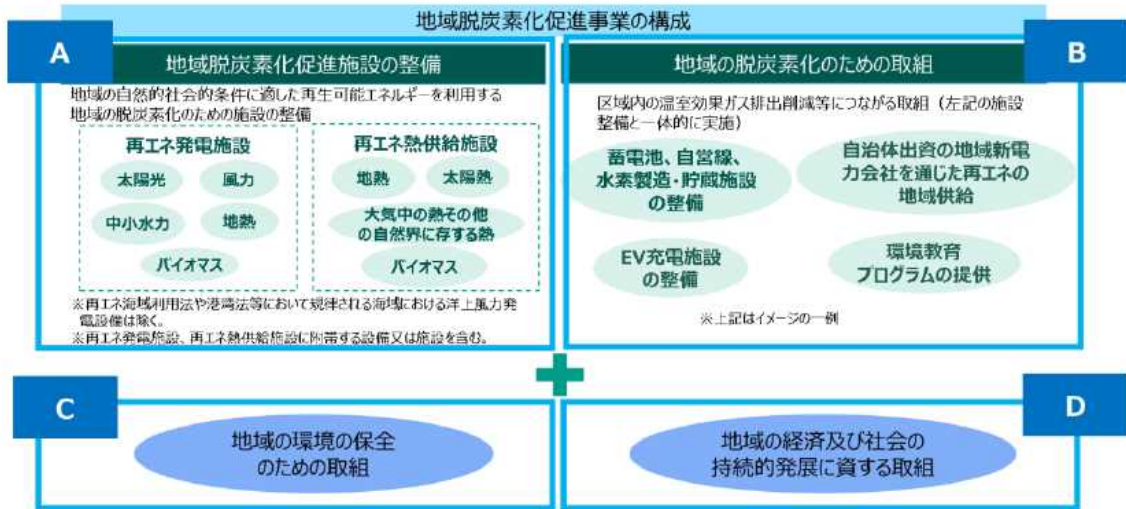 地域脱炭素化促進事業の構成
A
地域脱炭素化促進施設の整備
地域の自然的社会的条件に適した再生可能エネルギーを利用する
地域の脱炭素化のための施設の整備
再エネ発電施設
太陽光
風力
中小水力
地熱
バイオマス
再エネ熱供給施設
地熱
太陽熱
大気中の熱その他
の自然界に存する熱
バイオマス
※再エネ海域利用法や港湾法等において規律される海域における洋上風力発
電設備は除く。
※再エネ発電施設、再エネ熱供給施設に附帯する設備又は施設を含む。
B
地域の脱炭素化のための取組
区域内の温室効果ガス排出削減等につながる取組（左記の施設
整備と一体的に実施）
蓄電池、自営線、
水素製造・貯蔵施設
の整備
自治体出資の地域新電
力会社を通じた再エネの
地域供給
EV充電施設
の整備
環境教育
プログラムの提供
※上記はイメージの一例
C
地域の環境の保全
のための取組
D
地域の経済及び社会の
持続的発展に資する取組